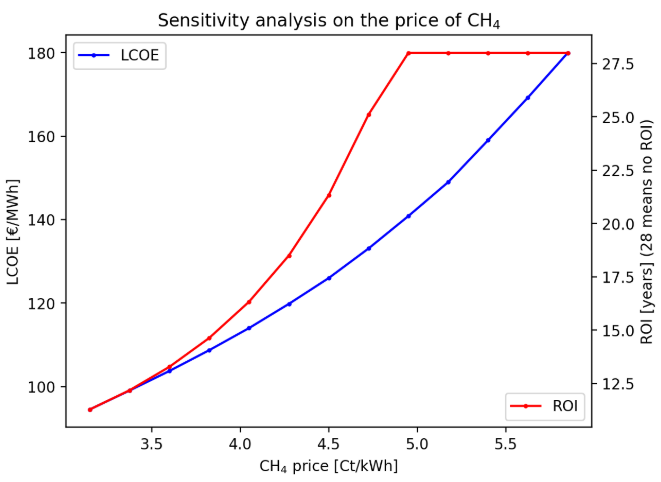 Sensitivity analysis on the price of CH₄
LCOE
ROI
180
160
140
120
100
LCOE [€/MWh]
27.5
25.0
22.5
20.0
17.5
15.0
12.5
ROI [years] (28 means no ROI)
3.5 4.0 4.5 5.0 5.5
CH₄ price [Ct/kWh]